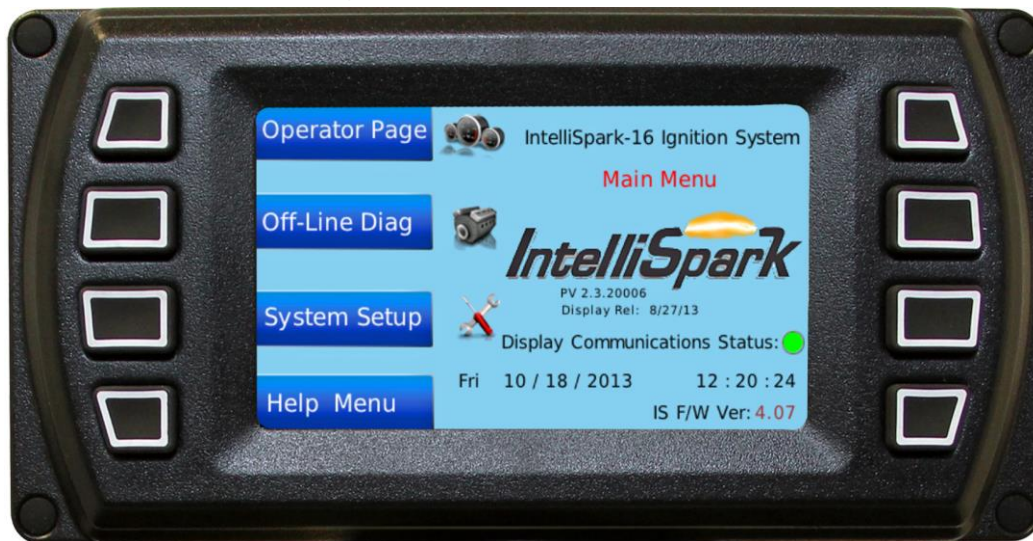 Operator Page
IntelliSpark-16 Ignition System
Main Menu
Off-Line Diag
IntelliSpark
PV 2.3.20006
Display Rel: 8/27/13
System Setup
Display Communications Status:
Fri 10 / 18 / 2013 12 : 20 : 24
Help Menu
IS F/W Ver: 4.07